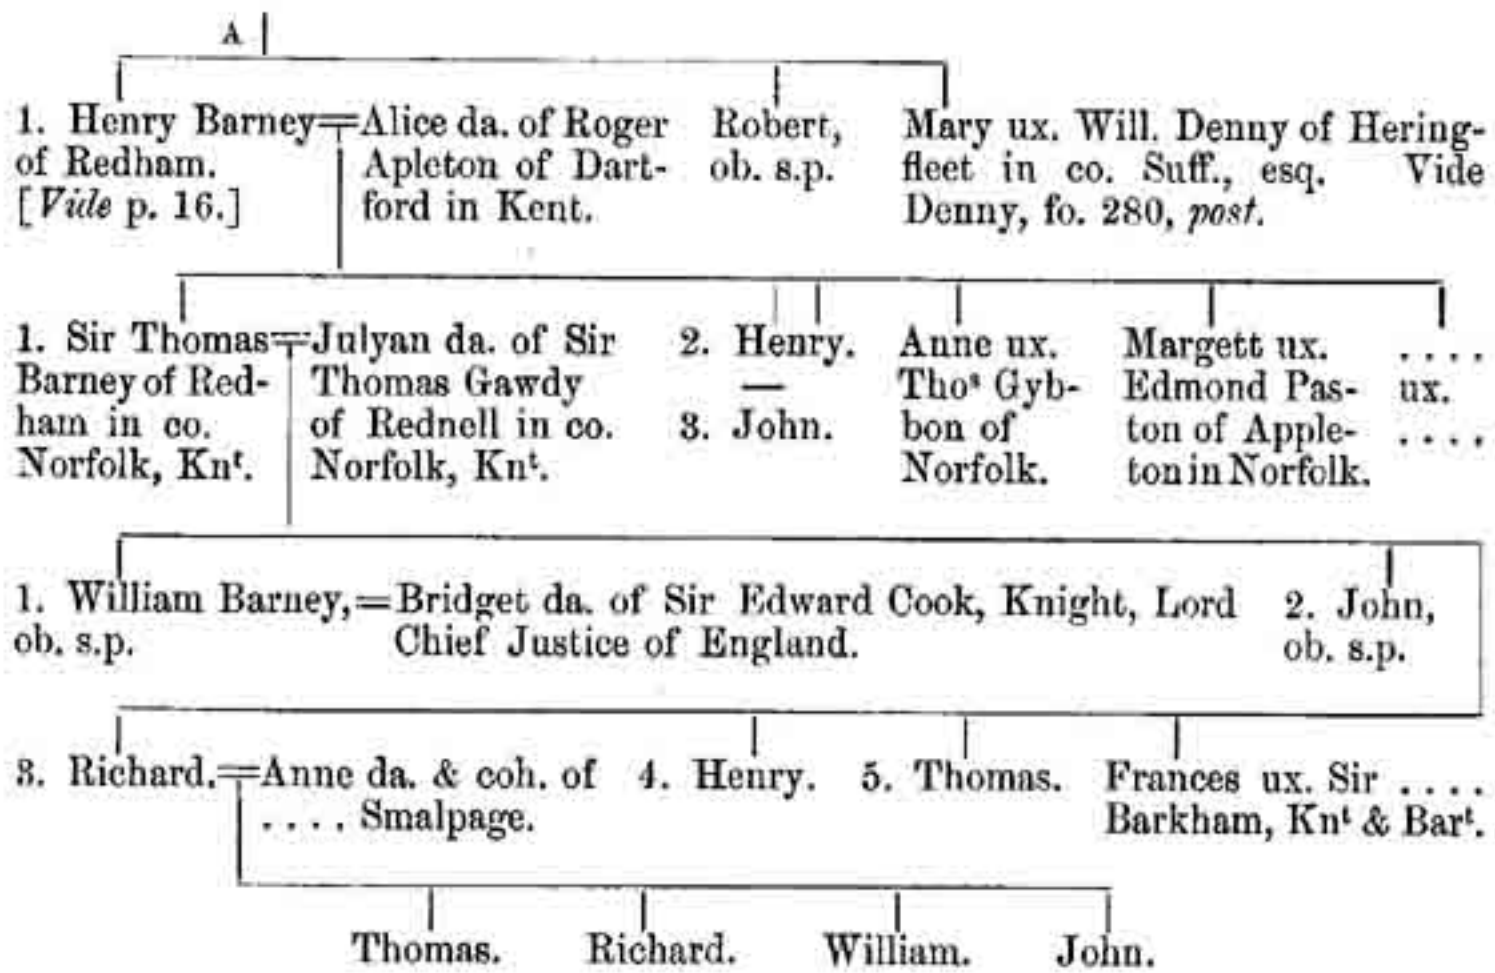 A
1. Henry Barney=Alice da. of Roger Robert, Mary ux. Will. Denny of Hering-
of Redham. Apleton of Dart- ob. s.p. fleet in co. Suff., esq. Vide
[Vide p. 16.] ford in Kent. Denny, fo. 280, post.
1. Sir Thomas=Julyan da. of Sir 2. Henry. Anne ux. Margett ux. ....
Barney of Red- Thomas Gawdy — Thoˢ Gyb- Edmond Pas- ux.
ham in co. of Rednell in co. 3. John. bon of ton of Apple- ....
Norfolk, Knᵗ. Norfolk, Knᵗ. Norfolk. ton in Norfolk.
1. William Barney,=Bridget da. of Sir Edward Cook, Knight, Lord 2. John,
ob. s.p. Chief Justice of England. ob. s.p.
3. Richard.=Anne da. & coh. of 4. Henry. 5. Thomas. Frances ux. Sir ....
.... Smalpage. Barkham, Knᵗ & Barᵗ.
Thomas. Richard. William. John.